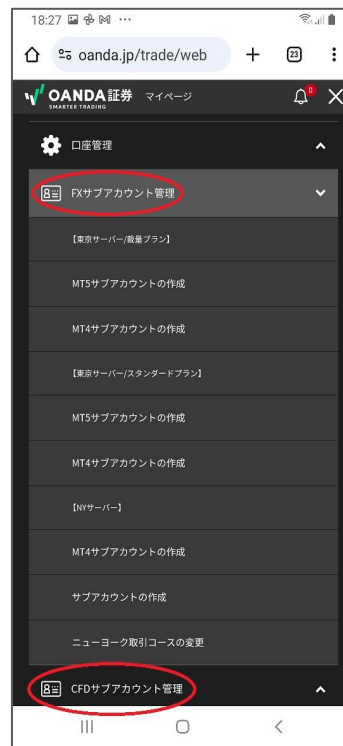 18:27
oanda.jp/trade/web
23
OANDA証券 マイページ
SMARTER TRADING
0
口座管理
FXサブアカウント管理
【東京サーバー/裁量プラン】
MT5サブアカウントの作成
MT4サブアカウントの作成
【東京サーバー/スタンダードプラン】
MT5サブアカウントの作成
MT4サブアカウントの作成
【NYサーバー】
MT4サブアカウントの作成
サブアカウントの作成
ニューヨーク取引コースの変更
CFDサブアカウント管理